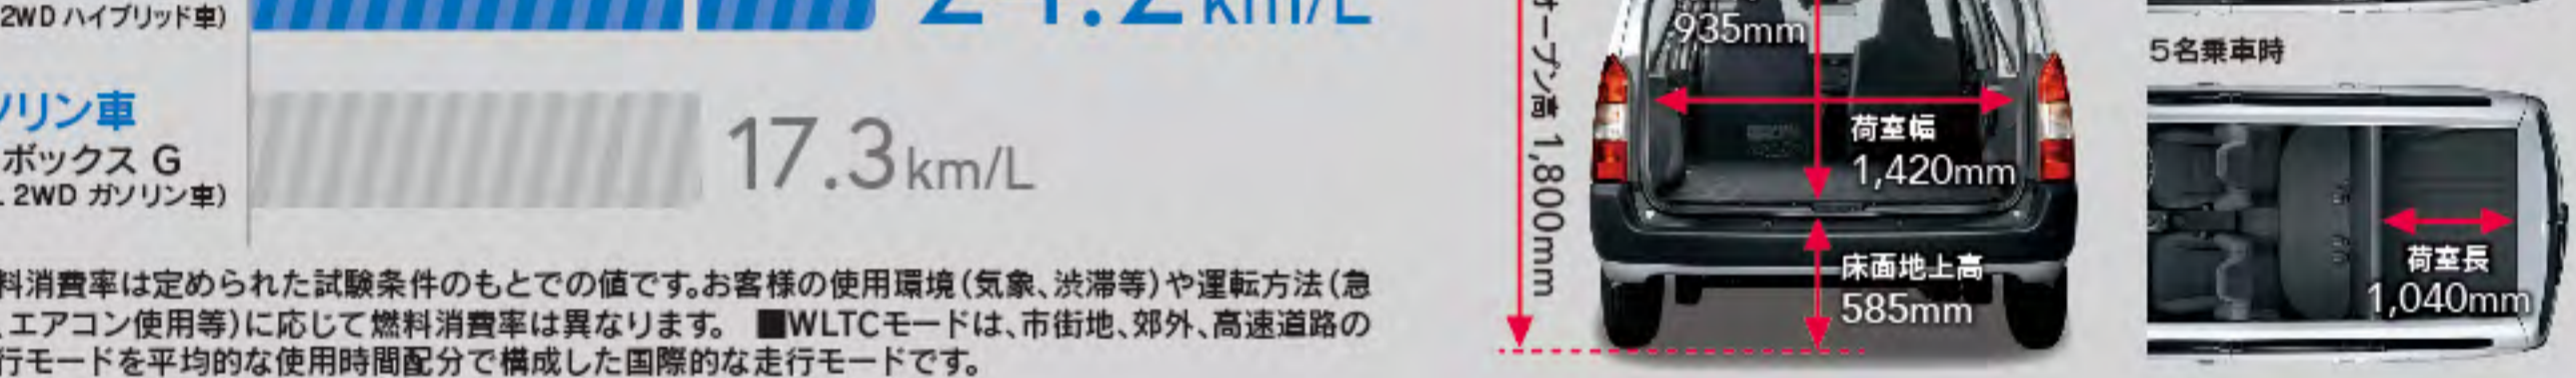 2WD ハイブリッド車)
24.2km/L
ソリン車
ボックス G
2WD ガソリン車)
17.3km/L
料消費率は定められた試験条件のもとでの値です。お客様の使用環境(気象、渋滞等)や運転方法(急
、エアコン使用等)に応じて燃料消費率は異なります。 ■WLTCモードは、市街地、郊外、高速道路の
行モードを平均的な使用時間配分で構成した国際的な走行モードです。
オープン高 1,800mm
935mm
荷室幅
1,420mm
床面地上高
585mm
5名乗車時
荷室長
1,040mm